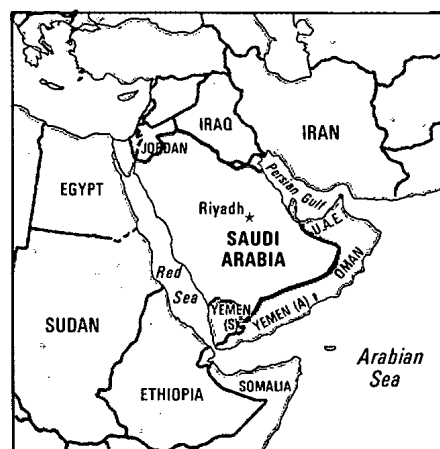 IRAQ
IRAN
JORDAN
EGYPT
Persian Gulf
Riyadh
U.A.E.
SAUDI
ARABIA
OMAN
Red
Sea
YEMEN
(S)
YEMEN (A)
SUDAN
Arabian
Sea
ETHIOPIA
SOMALIA